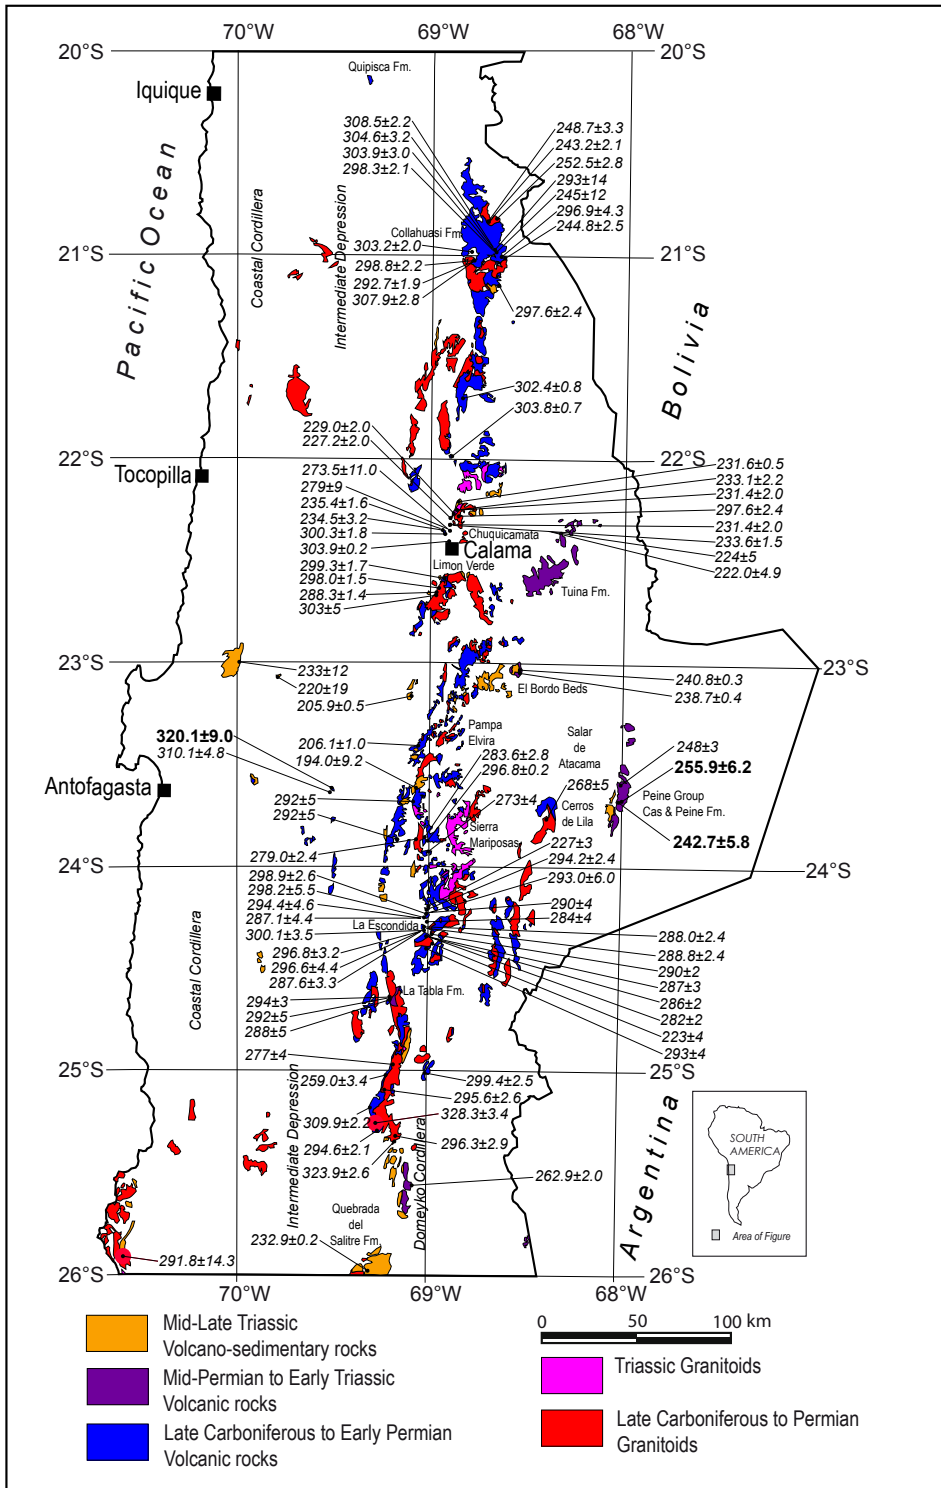 70°W
69°W
68°W
20°S
Quipisca Fm.
Iquique
308.5±2.2
304.6±3.2
303.9±3.0
298.3±2.1
248.7±3.3
243.2±2.1
252.5±2.8
293±14
245±12
296.9±4.3
244.8±2.5
Pacific Ocean
Coastal Cordillera
Intermediate Depression
Collahuasi Fm.
303.2±2.0
21°S
21°S
298.8±2.2
292.7±1.9
307.9±2.8
297.6±2.4
Bolivia
302.4±0.8
303.8±0.7
229.0±2.0
227.2±2.0
22°S
22°S
Tocopilla
273.5±11.0
279±9
235.4±1.6
234.5±3.2
300.3±1.8
303.9±0.2
231.6±0.5
233.1±2.2
231.4±2.0
297.6±2.4
231.4±2.0
233.6±1.5
224±5
222.0±4.9
Chuquicamata
Calama
Limon Verde
299.3±1.7
298.0±1.5
288.3±1.4
303±5
Tuina Fm.
23°S
23°S
233±12
220±19
205.9±0.5
240.8±0.3
238.7±0.4
El Bordo Beds
Pampa
Elvira
Salar
de
Atacama
320.1±9.0
310.1±4.8
206.1±1.0
194.0±9.2
283.6±2.8
296.8±0.2
273±4
248±3
255.9±6.2
Antofagasta
292±5
292±5
268±5
Cerros
de Lila
Peine Group
Cas & Peine Fm.
242.7±5.8
Sierra
Mariposas
279.0±2.4
227±3
294.2±2.4
293.0±6.0
24°S
24°S
298.9±2.6
298.2±5.5
294.4±4.6
287.1±4.4
300.1±3.5
296.8±3.2
296.6±4.4
287.6±3.3
La Escondida
290±4
284±4
288.0±2.4
288.8±2.4
290±2
287±3
286±2
282±2
223±4
293±4
Coastal Cordillera
La Tabla Fm.
294±3
292±5
288±5
277±4
259.0±3.4
25°S
25°S
299.4±2.5
295.6±2.6
328.3±3.4
309.9±2.2
294.6±2.1
323.9±2.6
296.3±2.9
262.9±2.0
Intermediate Depression
Domeyko Cordillera
Argentina
Quebrada
del
Salitre Fm.
232.9±0.2
291.8±14.3
SOUTH
AMERICA
Area of Figure
26°S
26°S
70°W
69°W
68°W
Mid-Late Triassic
Volcano-sedimentary rocks
Mid-Permian to Early Triassic
Volcanic rocks
Late Carboniferous to Early Permian
Volcanic rocks
0
50
100 km
Triassic Granitoids
Late Carboniferous to Permian
Granitoids